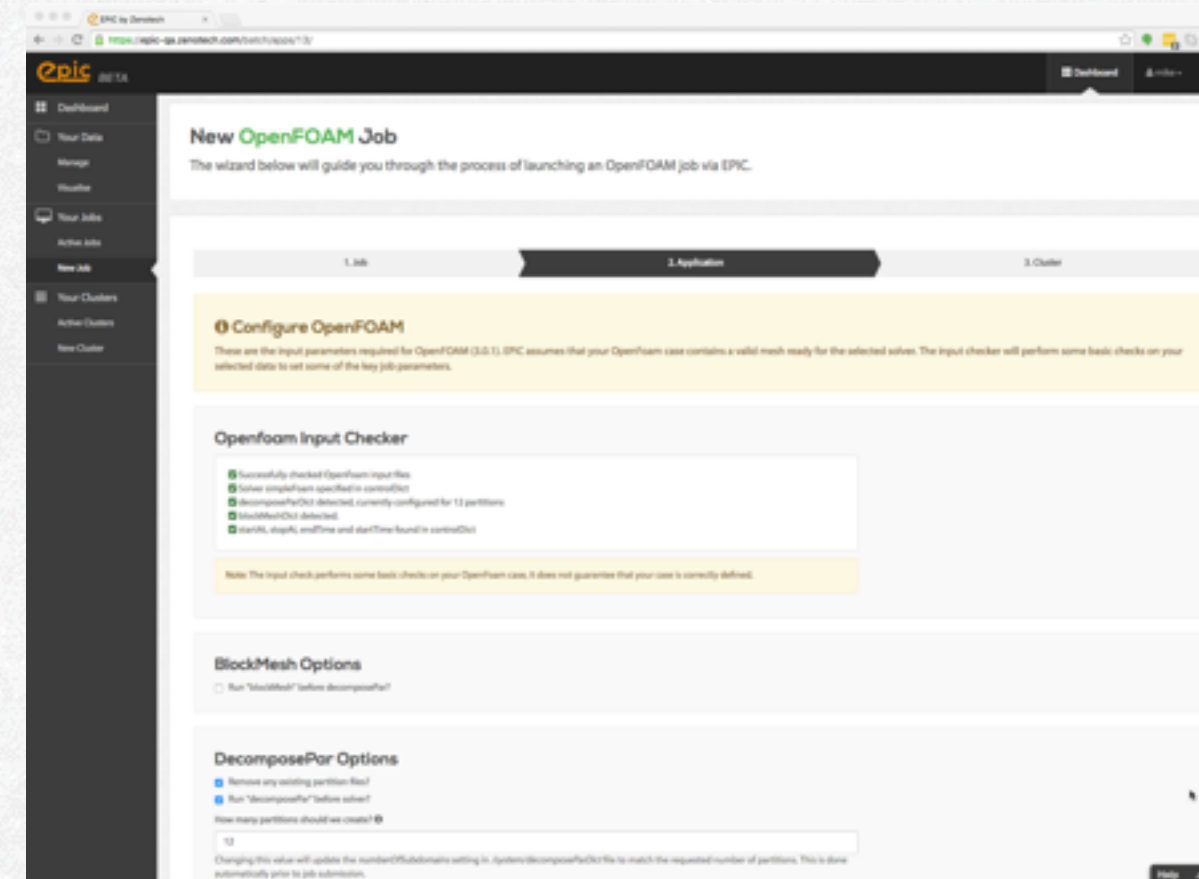 EPIC by Zenotech
https://epic-qa.zenotech.com/batch/apps/13/
epic BETA
Dashboard
mike
Dashboard
Your Data
Manage
Visualise
Your Jobs
Active Jobs
New Job
Your Clusters
Active Clusters
New Cluster
New OpenFOAM Job
The wizard below will guide you through the process of launching an OpenFOAM job via EPIC.
1. Job
2. Application
3. Cluster
Configure OpenFOAM
These are the input parameters required for OpenFOAM (3.0.1). EPIC assumes that your OpenFoam case contains a valid mesh ready for the selected solver. The input checker will perform some basic checks on your
selected data to set some of the key job parameters.
Openfoam Input Checker
Successfully checked OpenFoam input files
Solver simpleFoam specified in controlDict
decomposeParDict detected, currently configured for 12 partitions
blockMeshDict detected.
startAt, stopAt, endTime and startTime found in controlDict
Note: The input check performs some basic checks on your OpenFoam case, it does not guarantee that your case is correctly defined.
BlockMesh Options
Run "blockMesh" before decomposePar?
DecomposePar Options
Remove any existing partition files?
Run "decomposePar" before solver?
How many partitions should we create?
12
Changing this value will update the numberOfSubdomains setting in ./system/decomposeParDict file to match the requested number of partitions. This is done
automatically prior to job submission.
Help